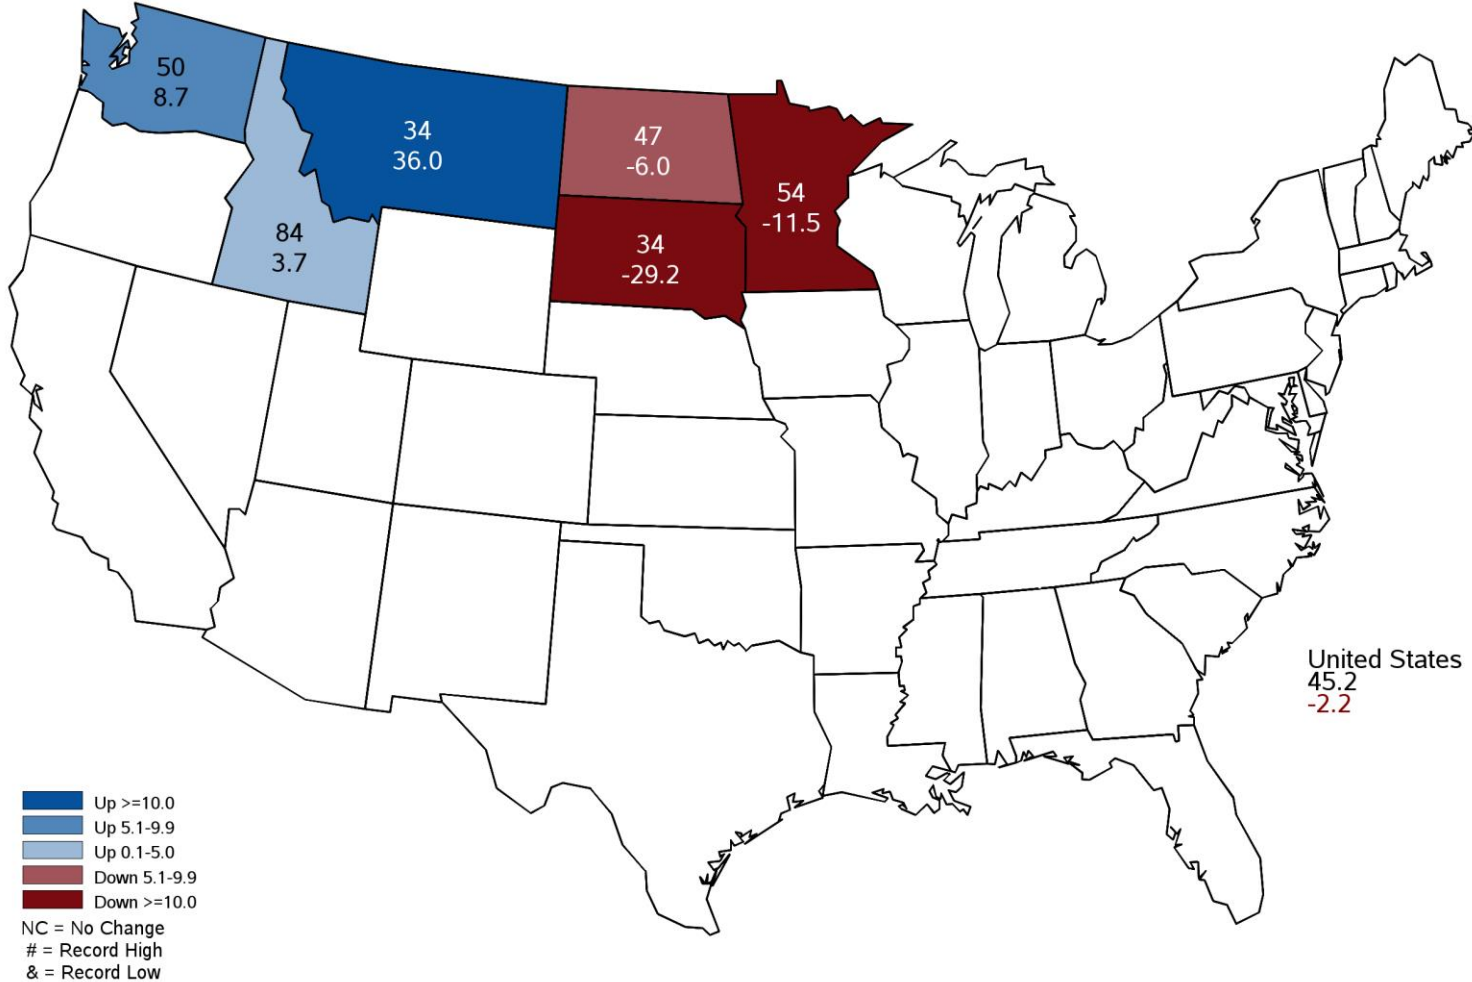 50
8.7
34
36.0
47
-6.0
54
-11.5
84
3.7
34
-29.2
United States
45.2
-2.2
Up >=10.0
Up 5.1-9.9
Up 0.1-5.0
Down 5.1-9.9
Down >=10.0
NC = No Change
# = Record High
& = Record Low